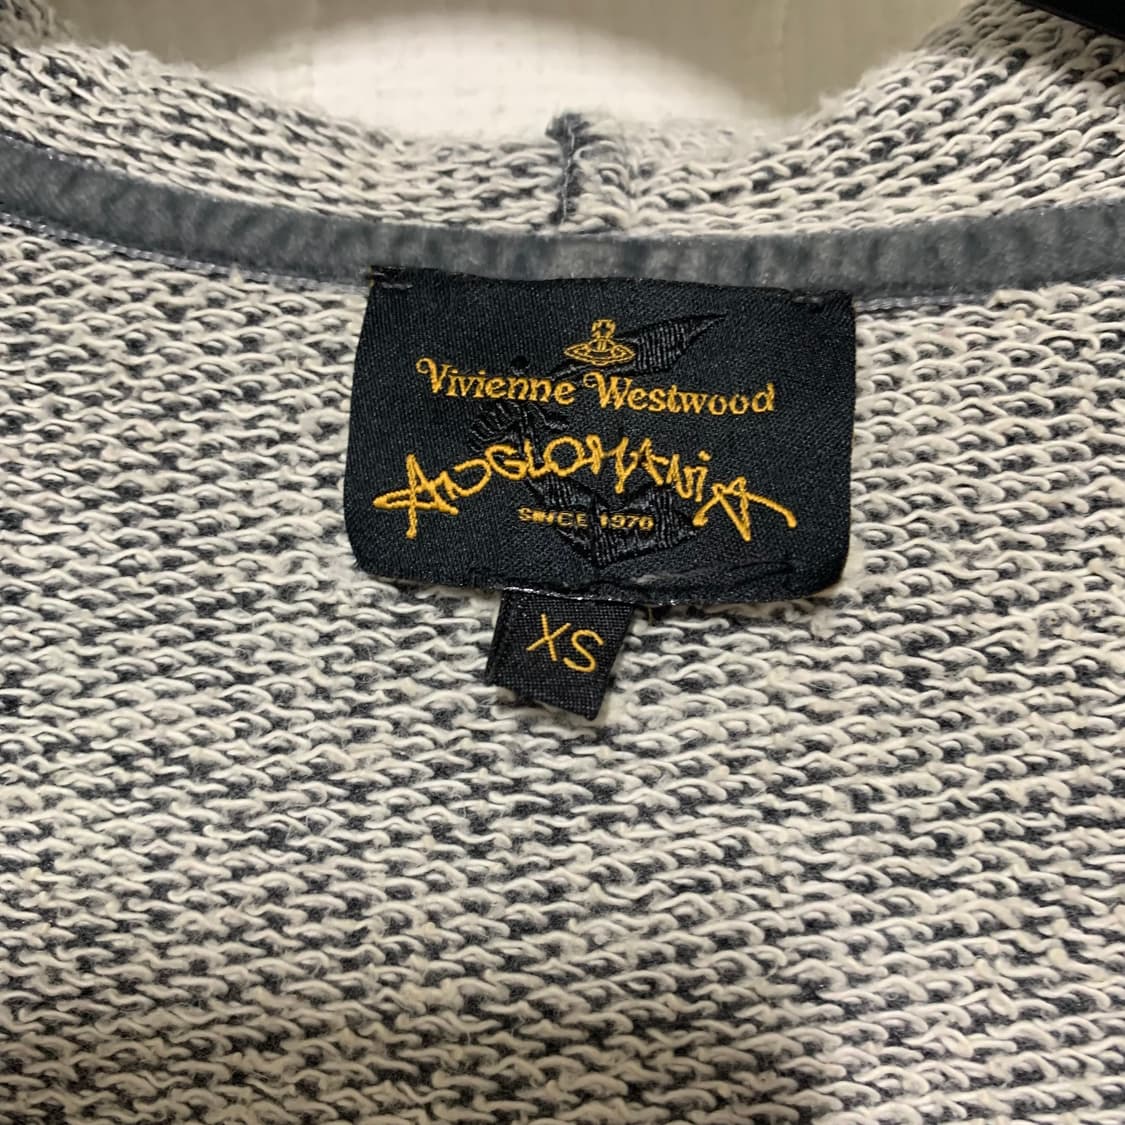 Vivienne Westwood
ANGLOMANiA
SINCE 1970
XS